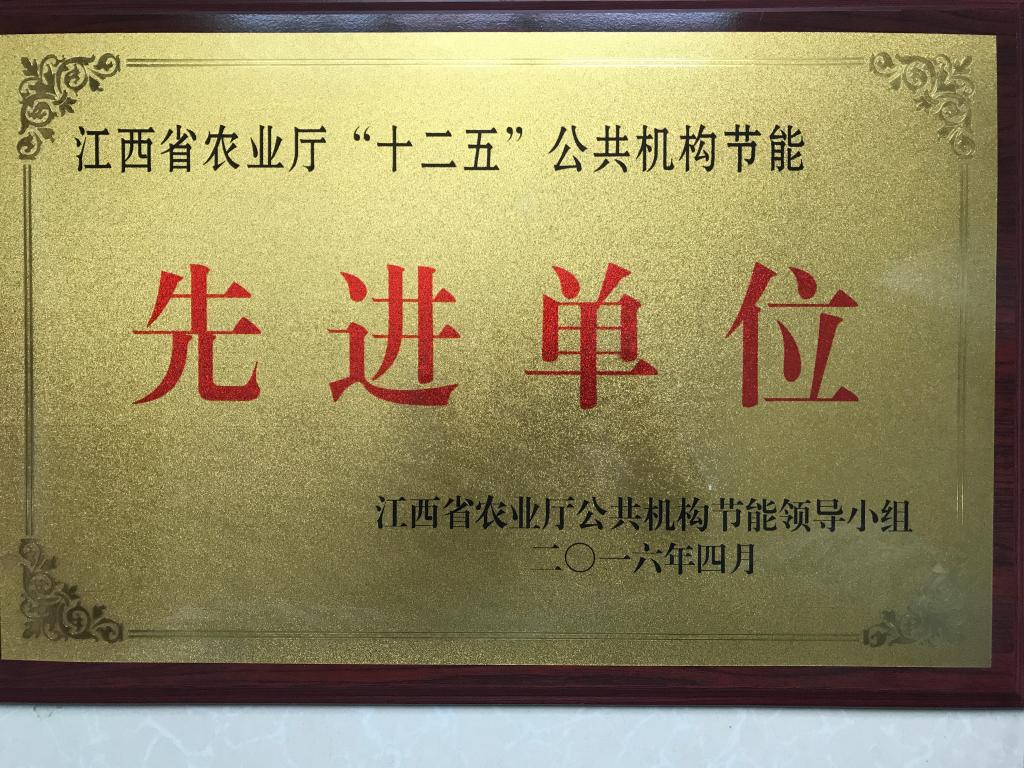 江西省农业厅“十二五”公共机构节能
先进单位
江西省农业厅公共机构节能领导小组
二〇一六年四月